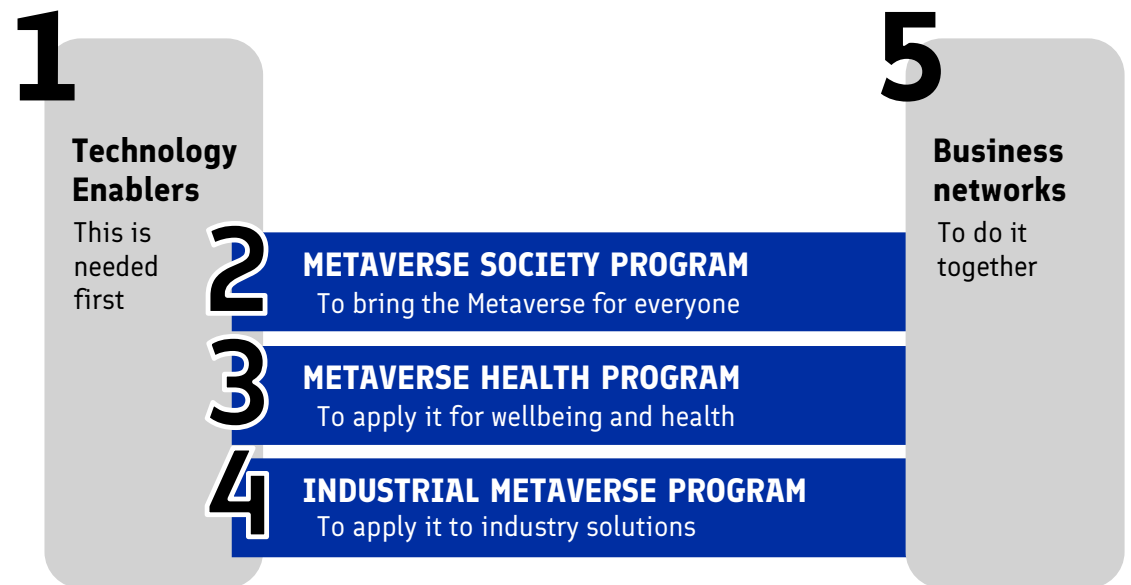 1
Technology
Enablers
This is
needed
first
2
METAVERSE SOCIETY PROGRAM
To bring the Metaverse for everyone
3
METAVERSE HEALTH PROGRAM
To apply it for wellbeing and health
4
INDUSTRIAL METAVERSE PROGRAM
To apply it to industry solutions
5
Business
networks
To do it
together